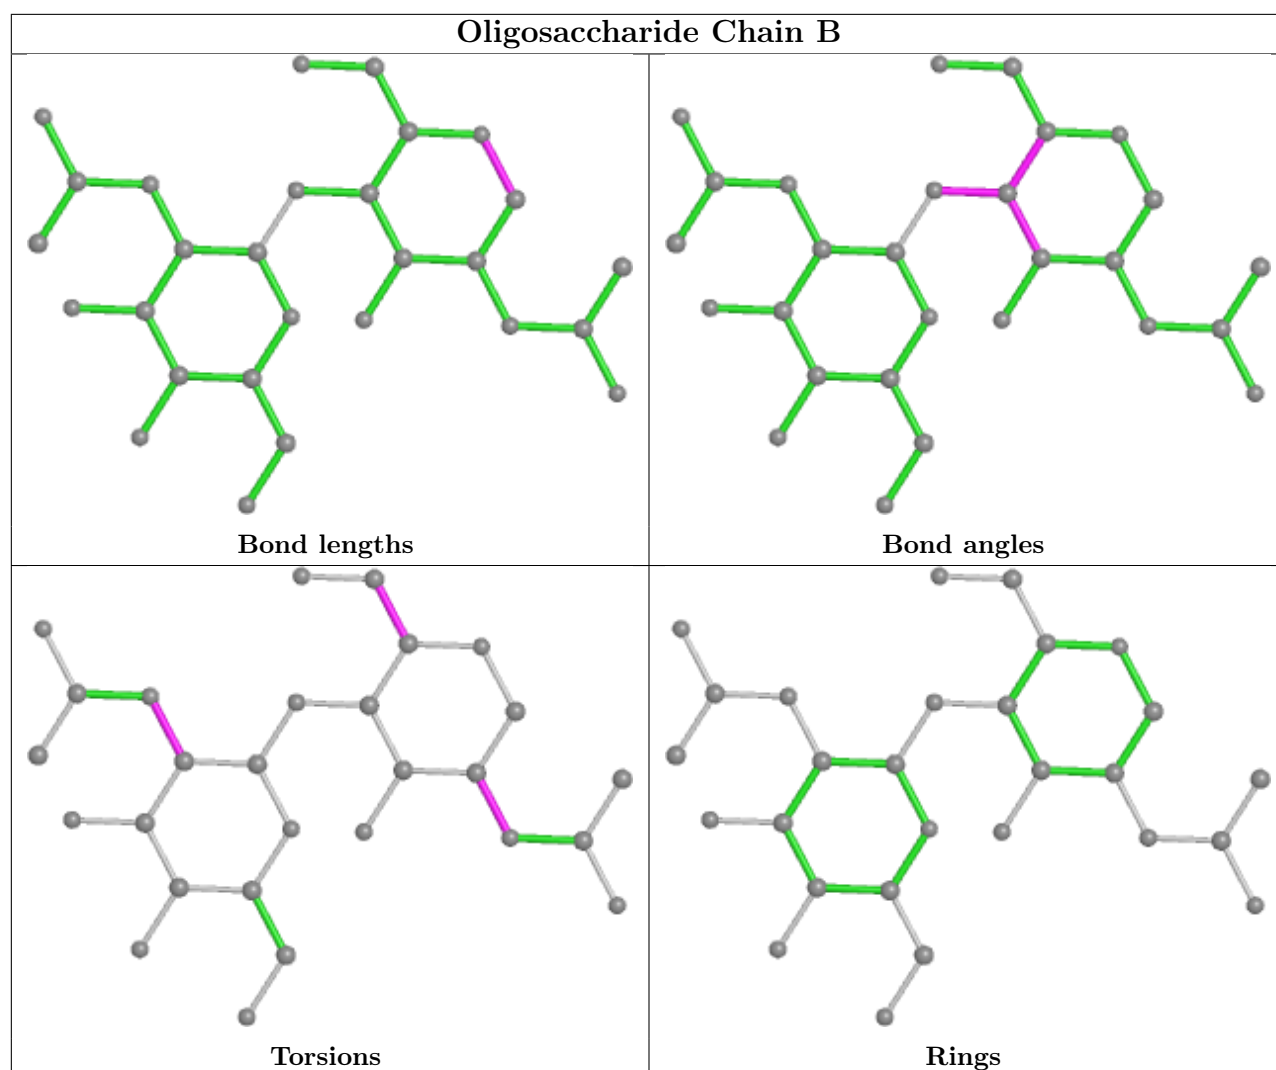 Oligosaccharide Chain B
Bond lengths
Bond angles
Torsions
Rings